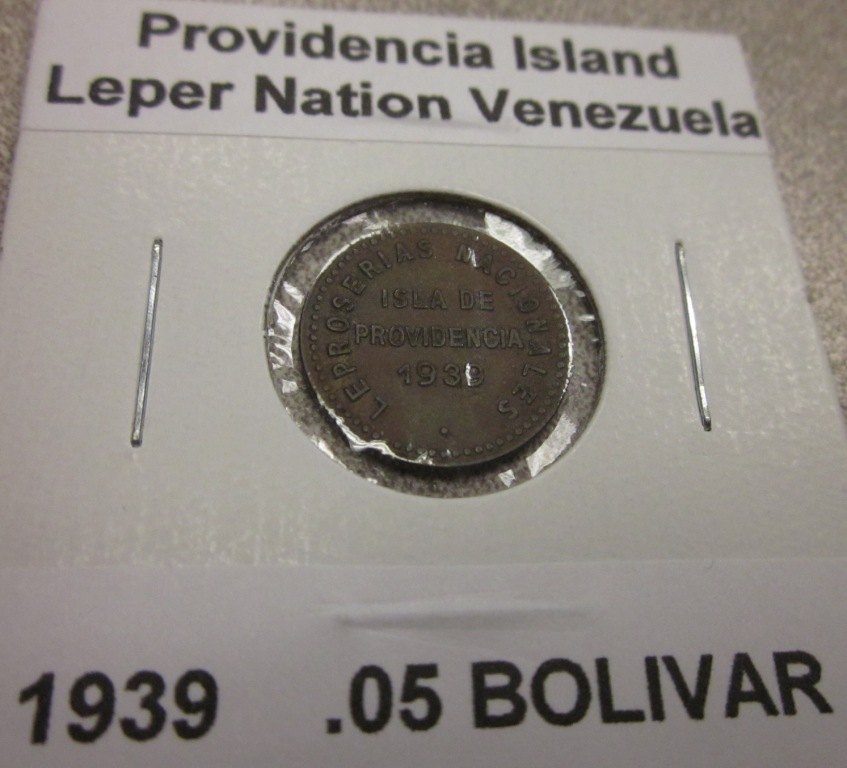 Providencia Island
Leper Nation Venezuela
LEPROSERIAS NACIONALES
ISLA DE
PROVIDENCIA
1939
1939 .05 BOLIVAR